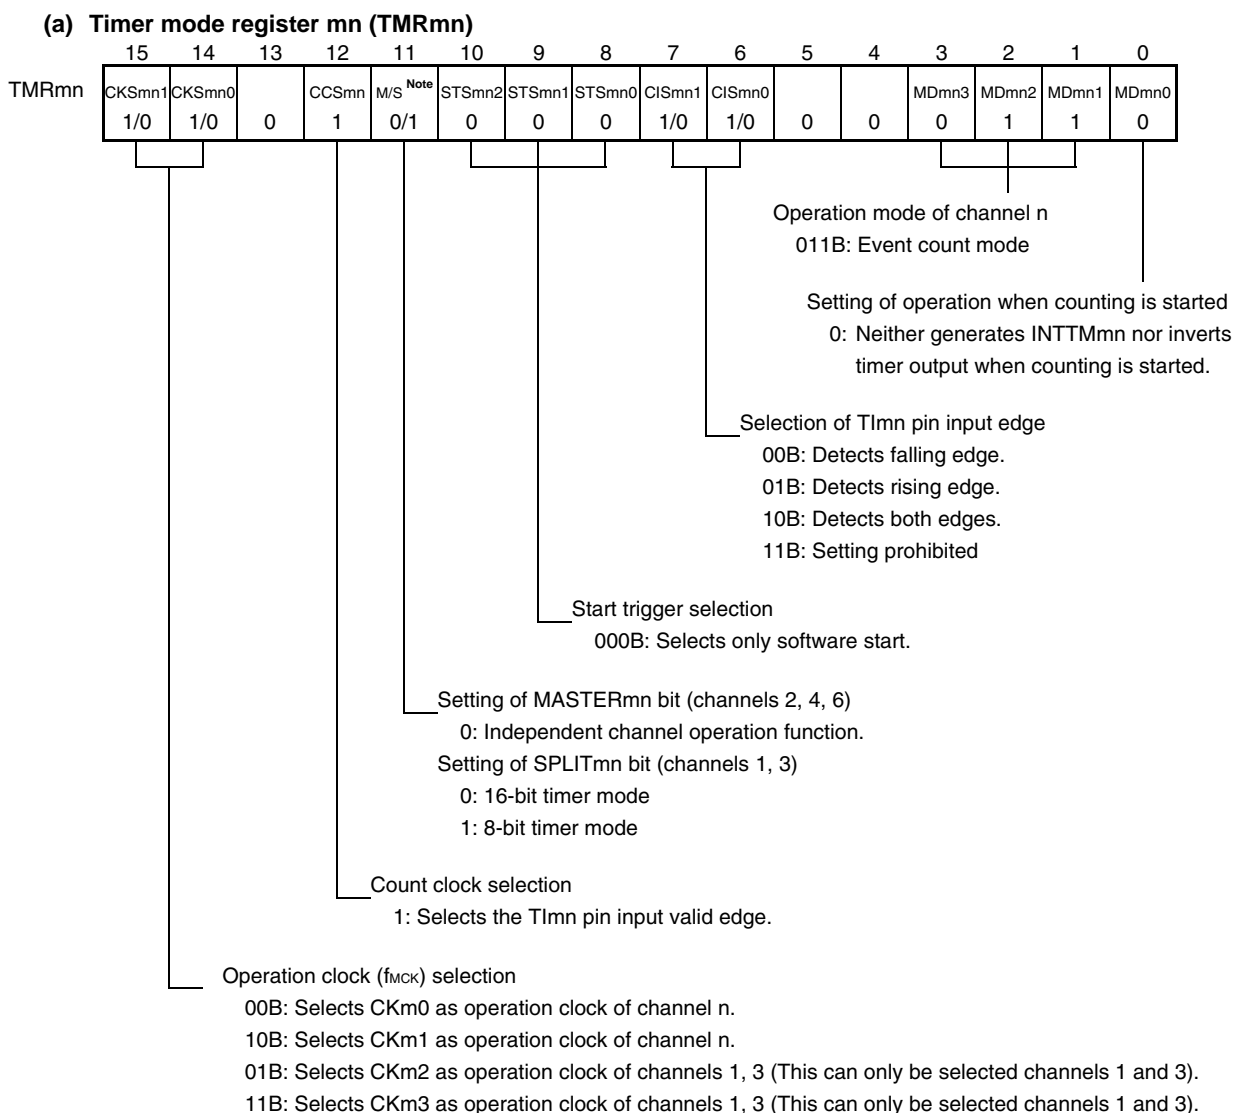 (a) Timer mode register mn (TMRmn)
15 14 13 12 11 10 9 8 7 6 5 4 3 2 1 0
TMRmn CKSmn1 CKSmn0 CCSmn M/S Note STSmn2 STSmn1 STSmn0 CISmn1 CISmn0 MDmn3 MDmn2 MDmn1 MDmn0
1/0 1/0 0 1 0/1 0 0 0 1/0 1/0 0 0 0 1 1 0
Operation mode of channel n
011B: Event count mode
Setting of operation when counting is started
0: Neither generates INTTMmn nor inverts
timer output when counting is started.
Selection of TImn pin input edge
00B: Detects falling edge.
01B: Detects rising edge.
10B: Detects both edges.
11B: Setting prohibited
Start trigger selection
000B: Selects only software start.
Setting of MASTERmn bit (channels 2, 4, 6)
0: Independent channel operation function.
Setting of SPLITmn bit (channels 1, 3)
0: 16-bit timer mode
1: 8-bit timer mode
Count clock selection
1: Selects the TImn pin input valid edge.
Operation clock (fMCK) selection
00B: Selects CKm0 as operation clock of channel n.
10B: Selects CKm1 as operation clock of channel n.
01B: Selects CKm2 as operation clock of channels 1, 3 (This can only be selected channels 1 and 3).
11B: Selects CKm3 as operation clock of channels 1, 3 (This can only be selected channels 1 and 3).